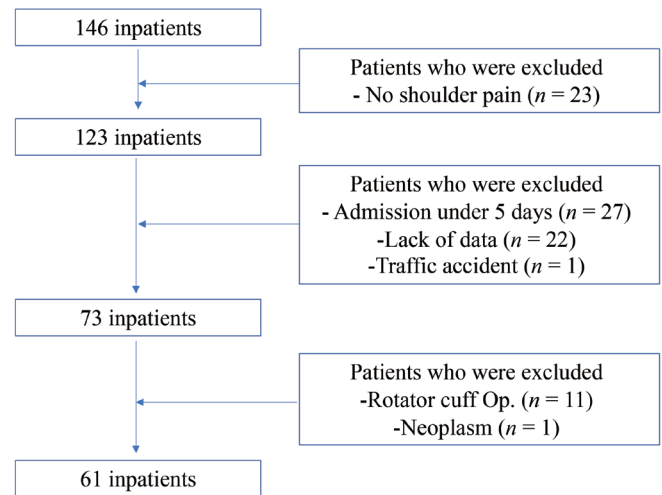 146 inpatients
Patients who were excluded
- No shoulder pain (n = 23)
123 inpatients
Patients who were excluded
- Admission under 5 days (n = 27)
-Lack of data (n = 22)
-Traffic accident (n = 1)
73 inpatients
Patients who were excluded
-Rotator cuff Op. (n = 11)
-Neoplasm (n = 1)
61 inpatients